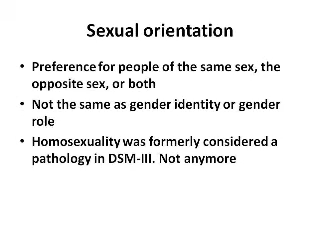 Sexual orientation
• Preference for people of the same sex, the
opposite sex, or both
• Not the same as gender identity or gender
role
• Homosexuality was formerly considered a
pathology in DSM-III. Not anymore